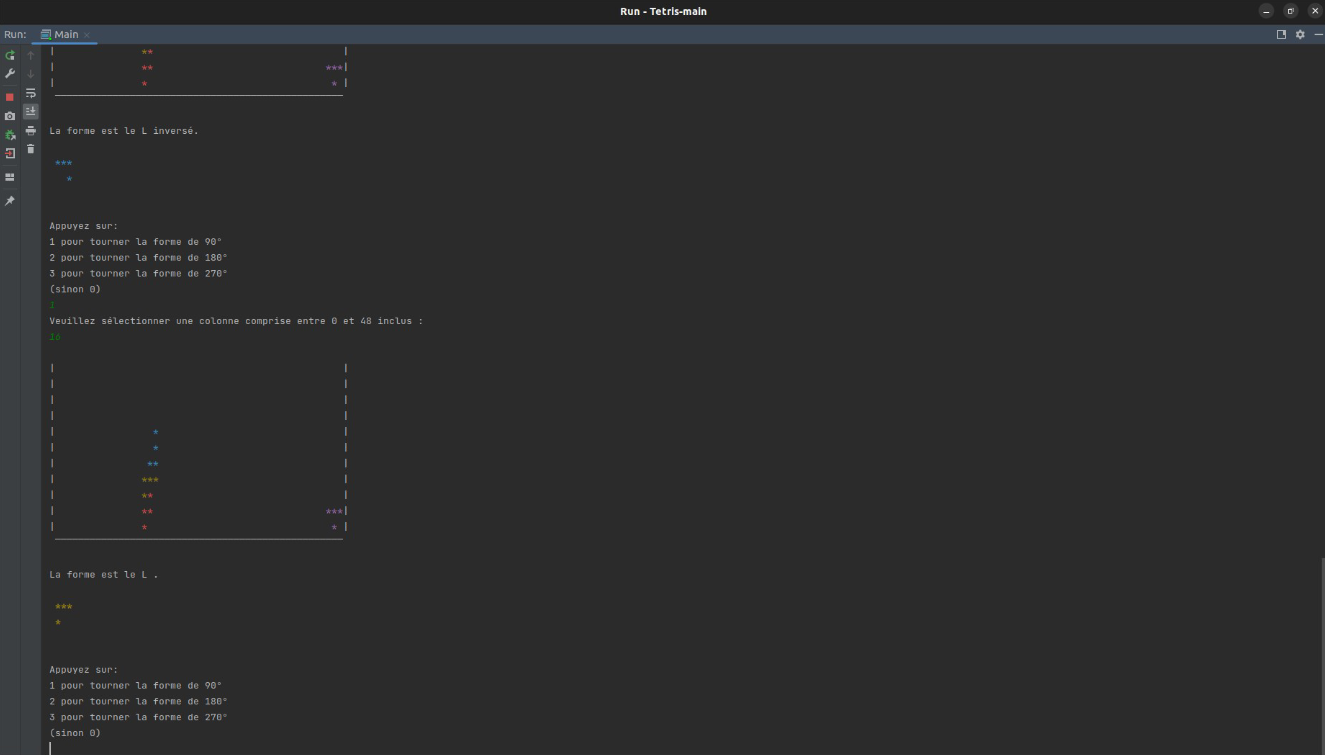 Run - Tetris-main
Run: Main
| ** |
| ** ***|
| * * |
La forme est le L inversé.
***
*
Appuyez sur:
1 pour tourner la forme de 90°
2 pour tourner la forme de 180°
3 pour tourner la forme de 270°
(sinon 0)
1
Veuillez sélectionner une colonne comprise entre 0 et 48 inclus :
16
| |
| |
| |
| |
| * |
| * |
| ** |
| *** |
| ** |
| ** ***|
| * * |
La forme est le L .
***
*
Appuyez sur:
1 pour tourner la forme de 90°
2 pour tourner la forme de 180°
3 pour tourner la forme de 270°
(sinon 0)